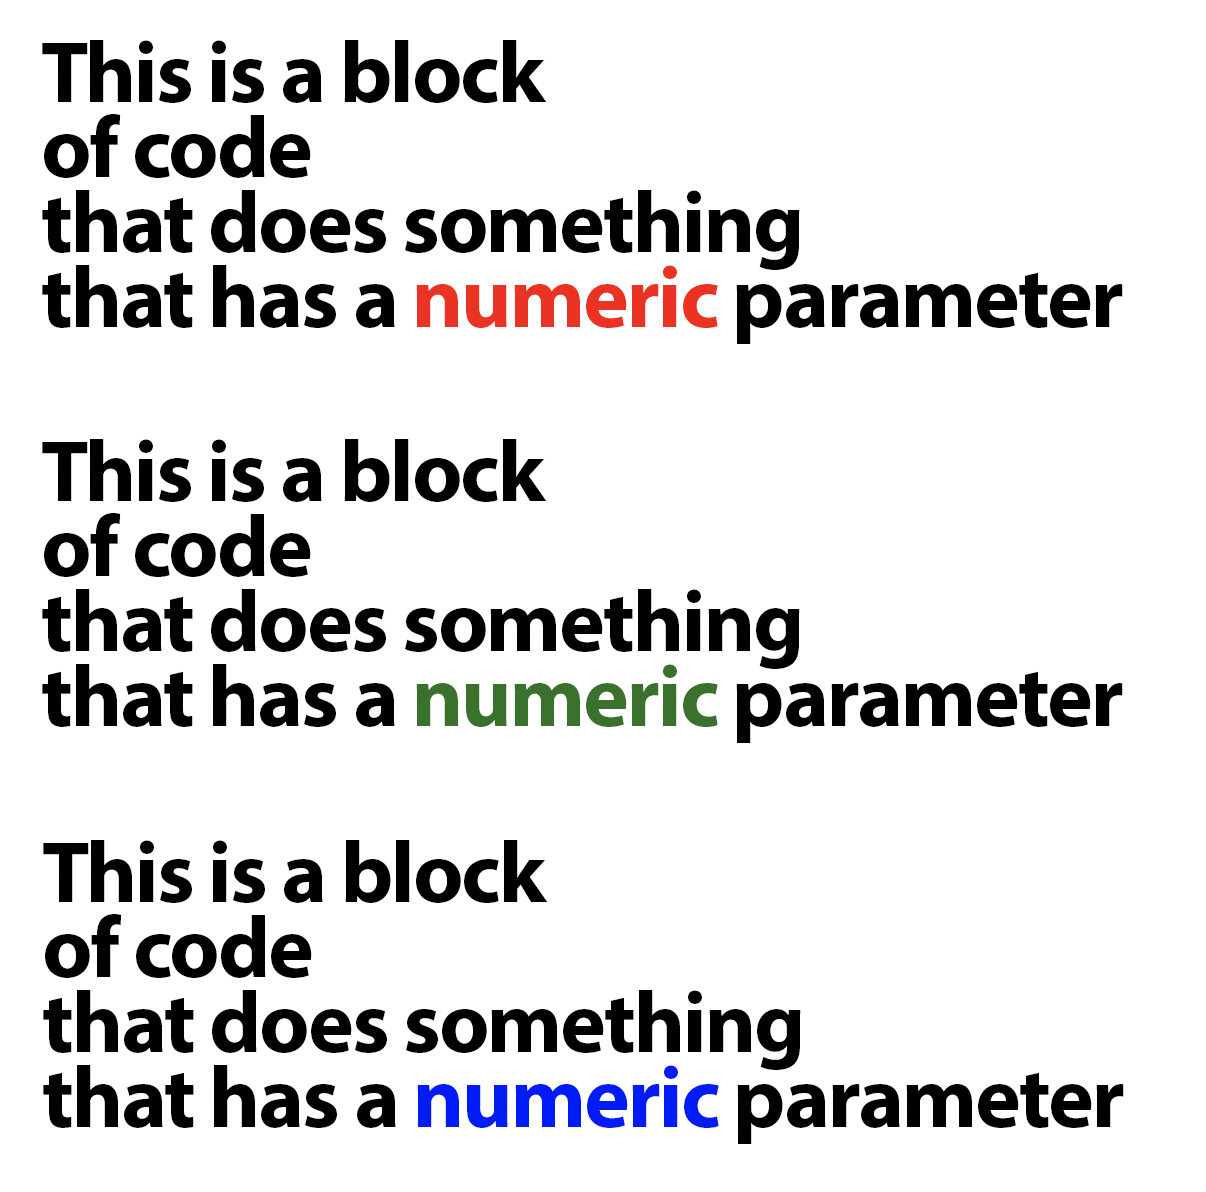 This is a block
of code
that does something
that has a numeric parameter
This is a block
of code
that does something
that has a numeric parameter
This is a block
of code
that does something
that has a numeric parameter